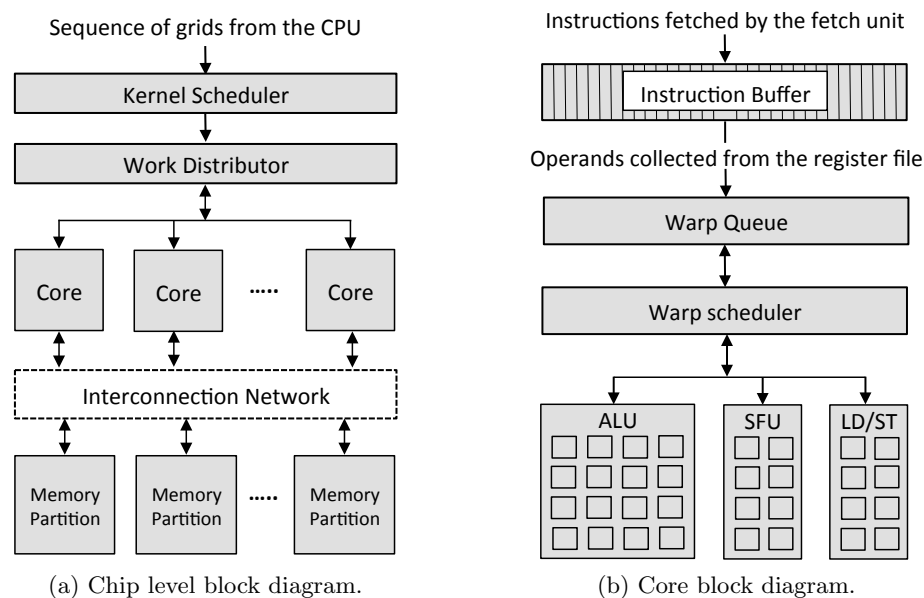 Sequence of grids from the CPU
Kernel Scheduler
Work Distributor
Core
Core
.....
Core
Interconnection Network
Memory
Partition
Memory
Partition
.....
Memory
Partition
(a) Chip level block diagram.
Instructions fetched by the fetch unit
Instruction Buffer
Operands collected from the register file
Warp Queue
Warp scheduler
ALU
SFU
LD/ST
(b) Core block diagram.